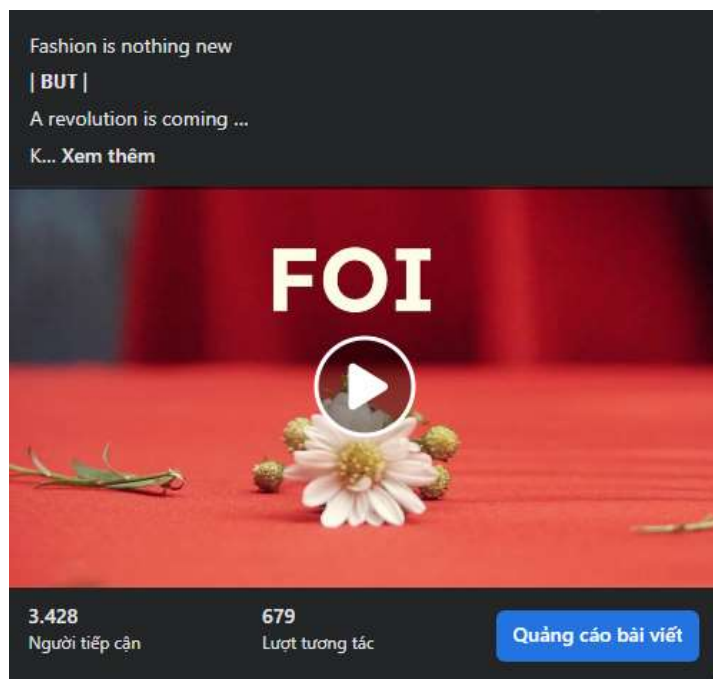 Fashion is nothing new
| BUT |
A revolution is coming ...
K... Xem thêm
FOI
3.428
Người tiếp cận
679
Lượt tương tác
Quảng cáo bài viết